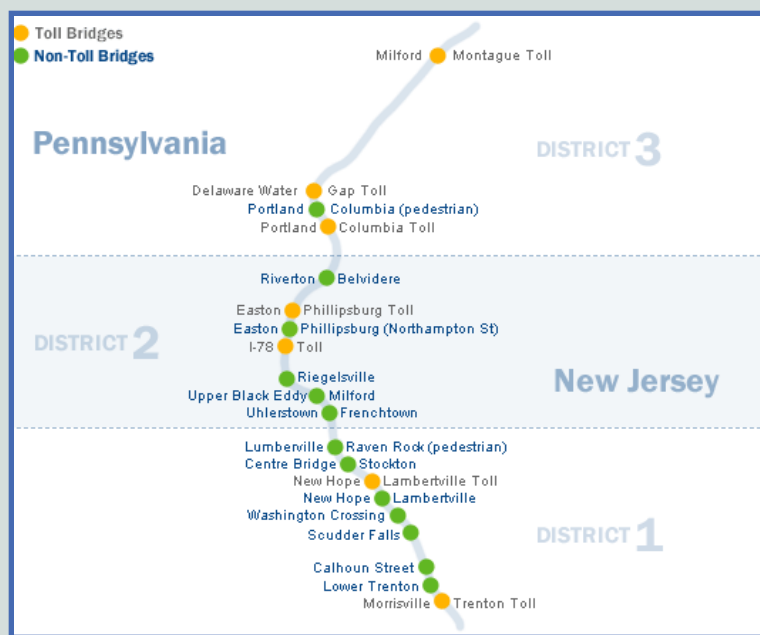 Toll Bridges
Non-Toll Bridges
Milford Montague Toll
Pennsylvania
DISTRICT 3
Delaware Water Gap Toll
Portland Columbia (pedestrian)
Portland Columbia Toll
Riverton Belvidere
Easton Phillipsburg Toll
Easton Phillipsburg (Northampton St)
DISTRICT 2
I-78 Toll
Riegelsville
New Jersey
Upper Black Eddy Milford
Uhlerstown Frenchtown
Lumberville Raven Rock (pedestrian)
Centre Bridge Stockton
New Hope Lambertville Toll
New Hope Lambertville
Washington Crossing
Scudder Falls
DISTRICT 1
Calhoun Street
Lower Trenton
Morrisville Trenton Toll